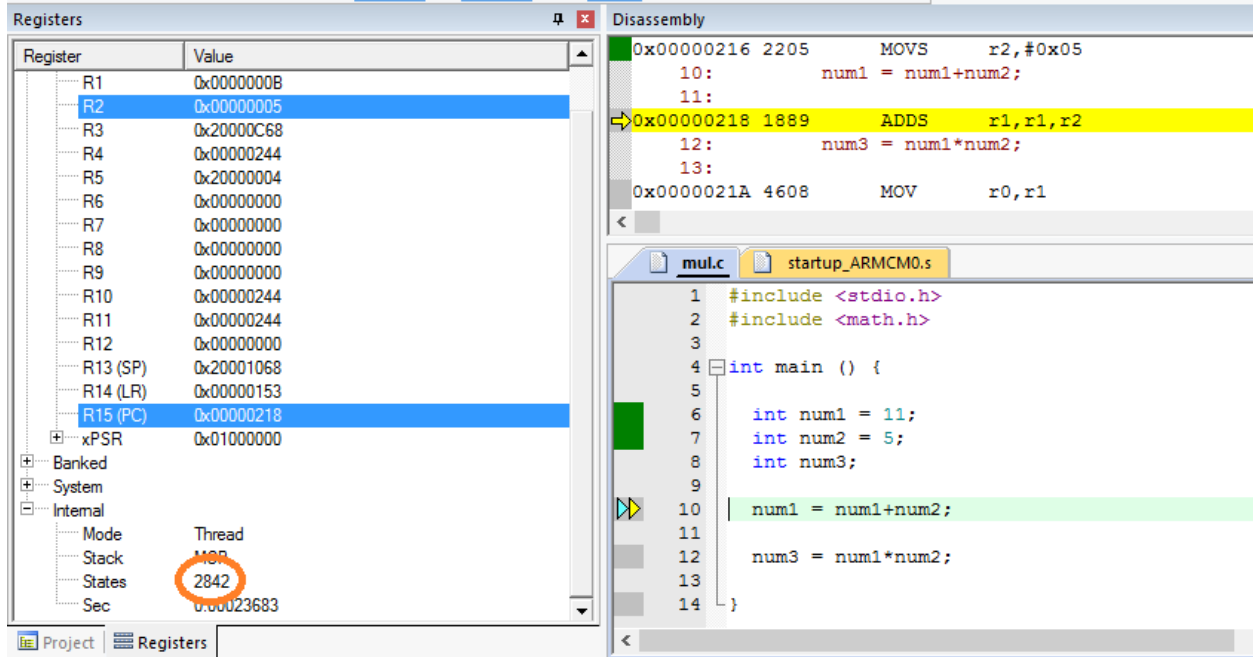 Registers
Register Value
R1 0x0000000B
R2 0x00000005
R3 0x20000C68
R4 0x00000244
R5 0x20000004
R6 0x00000000
R7 0x00000000
R8 0x00000000
R9 0x00000000
R10 0x00000244
R11 0x00000244
R12 0x00000000
R13 (SP) 0x20001068
R14 (LR) 0x00000153
R15 (PC) 0x00000218
xPSR 0x01000000
Banked
System
Internal
Mode Thread
Stack MSP
States 2842
Sec 0.00023683
Project Registers
Disassembly
0x00000216 2205 MOVS r2,#0x05
10: num1 = num1+num2;
11:
0x00000218 1889 ADDS r1,r1,r2
12: num3 = num1*num2;
13:
0x0000021A 4608 MOV r0,r1
mul.c startup_ARMCM0.s
1 #include <stdio.h>
2 #include <math.h>
3
4 int main () {
5
6 int num1 = 11;
7 int num2 = 5;
8 int num3;
9
10 num1 = num1+num2;
11
12 num3 = num1*num2;
13
14 }